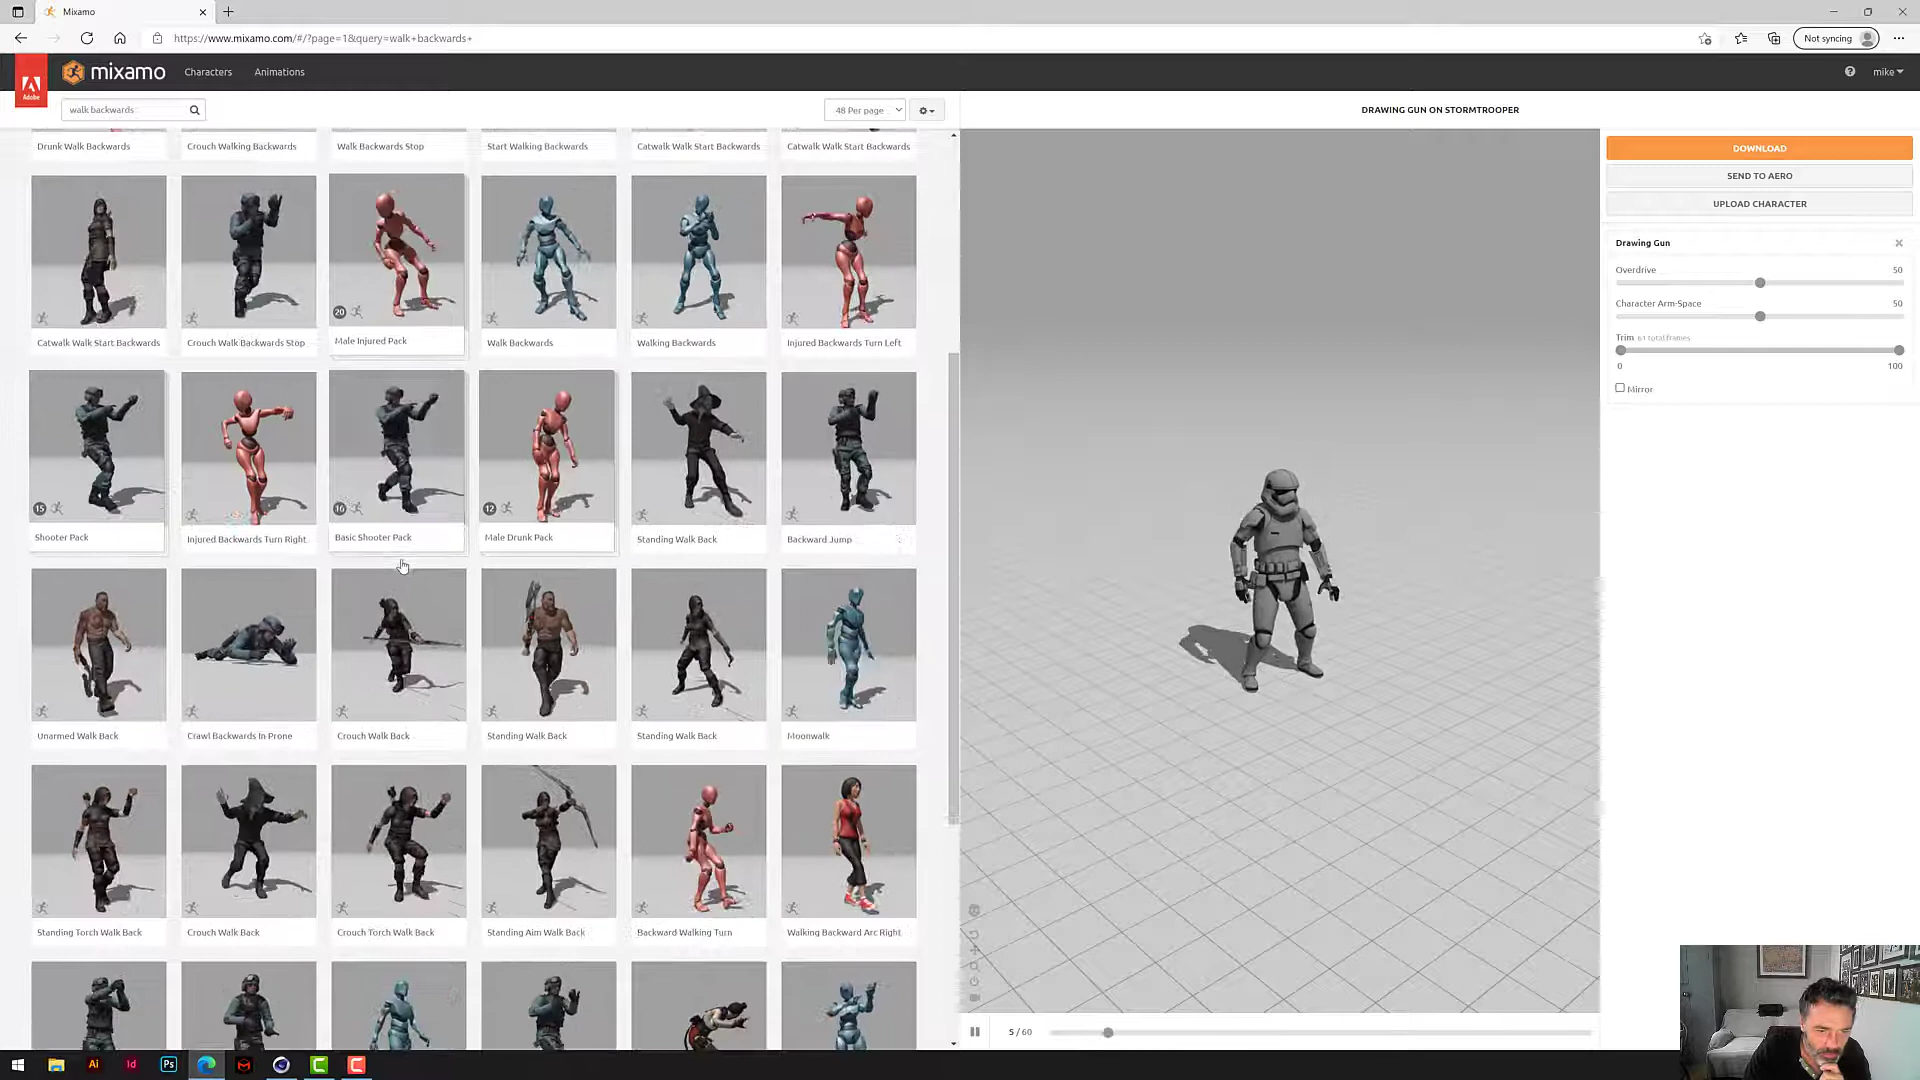 Mixamo
https://www.mixamo.com/#/?page=1&query=walk+backwards+
Not syncing
Adobe
mixamo
Characters
Animations
mike
walk backwards
48 Per page
DRAWING GUN ON STORMTROOPER
Drunk Walk Backwards
Crouch Walking Backwards
Walk Backwards Stop
Start Walking Backwards
Catwalk Walk Start Backwards
Catwalk Walk Start Backwards
DOWNLOAD
SEND TO AERO
UPLOAD CHARACTER
Drawing Gun
Overdrive
50
Character Arm-Space
50
Trim 61 total frames
0
100
Mirror
20
Catwalk Walk Start Backwards
Crouch Walk Backwards Stop
Male Injured Pack
Walk Backwards
Walking Backwards
Injured Backwards Turn Left
15
16
12
Shooter Pack
Injured Backwards Turn Right
Basic Shooter Pack
Male Drunk Pack
Standing Walk Back
Backward Jump
Unarmed Walk Back
Crawl Backwards In Prone
Crouch Walk Back
Standing Walk Back
Standing Walk Back
Moonwalk
Standing Torch Walk Back
Crouch Walk Back
Crouch Torch Walk Back
Standing Aim Walk Back
Backward Walking Turn
Walking Backward Arc Right
5 / 60
Ai
Id
Ps